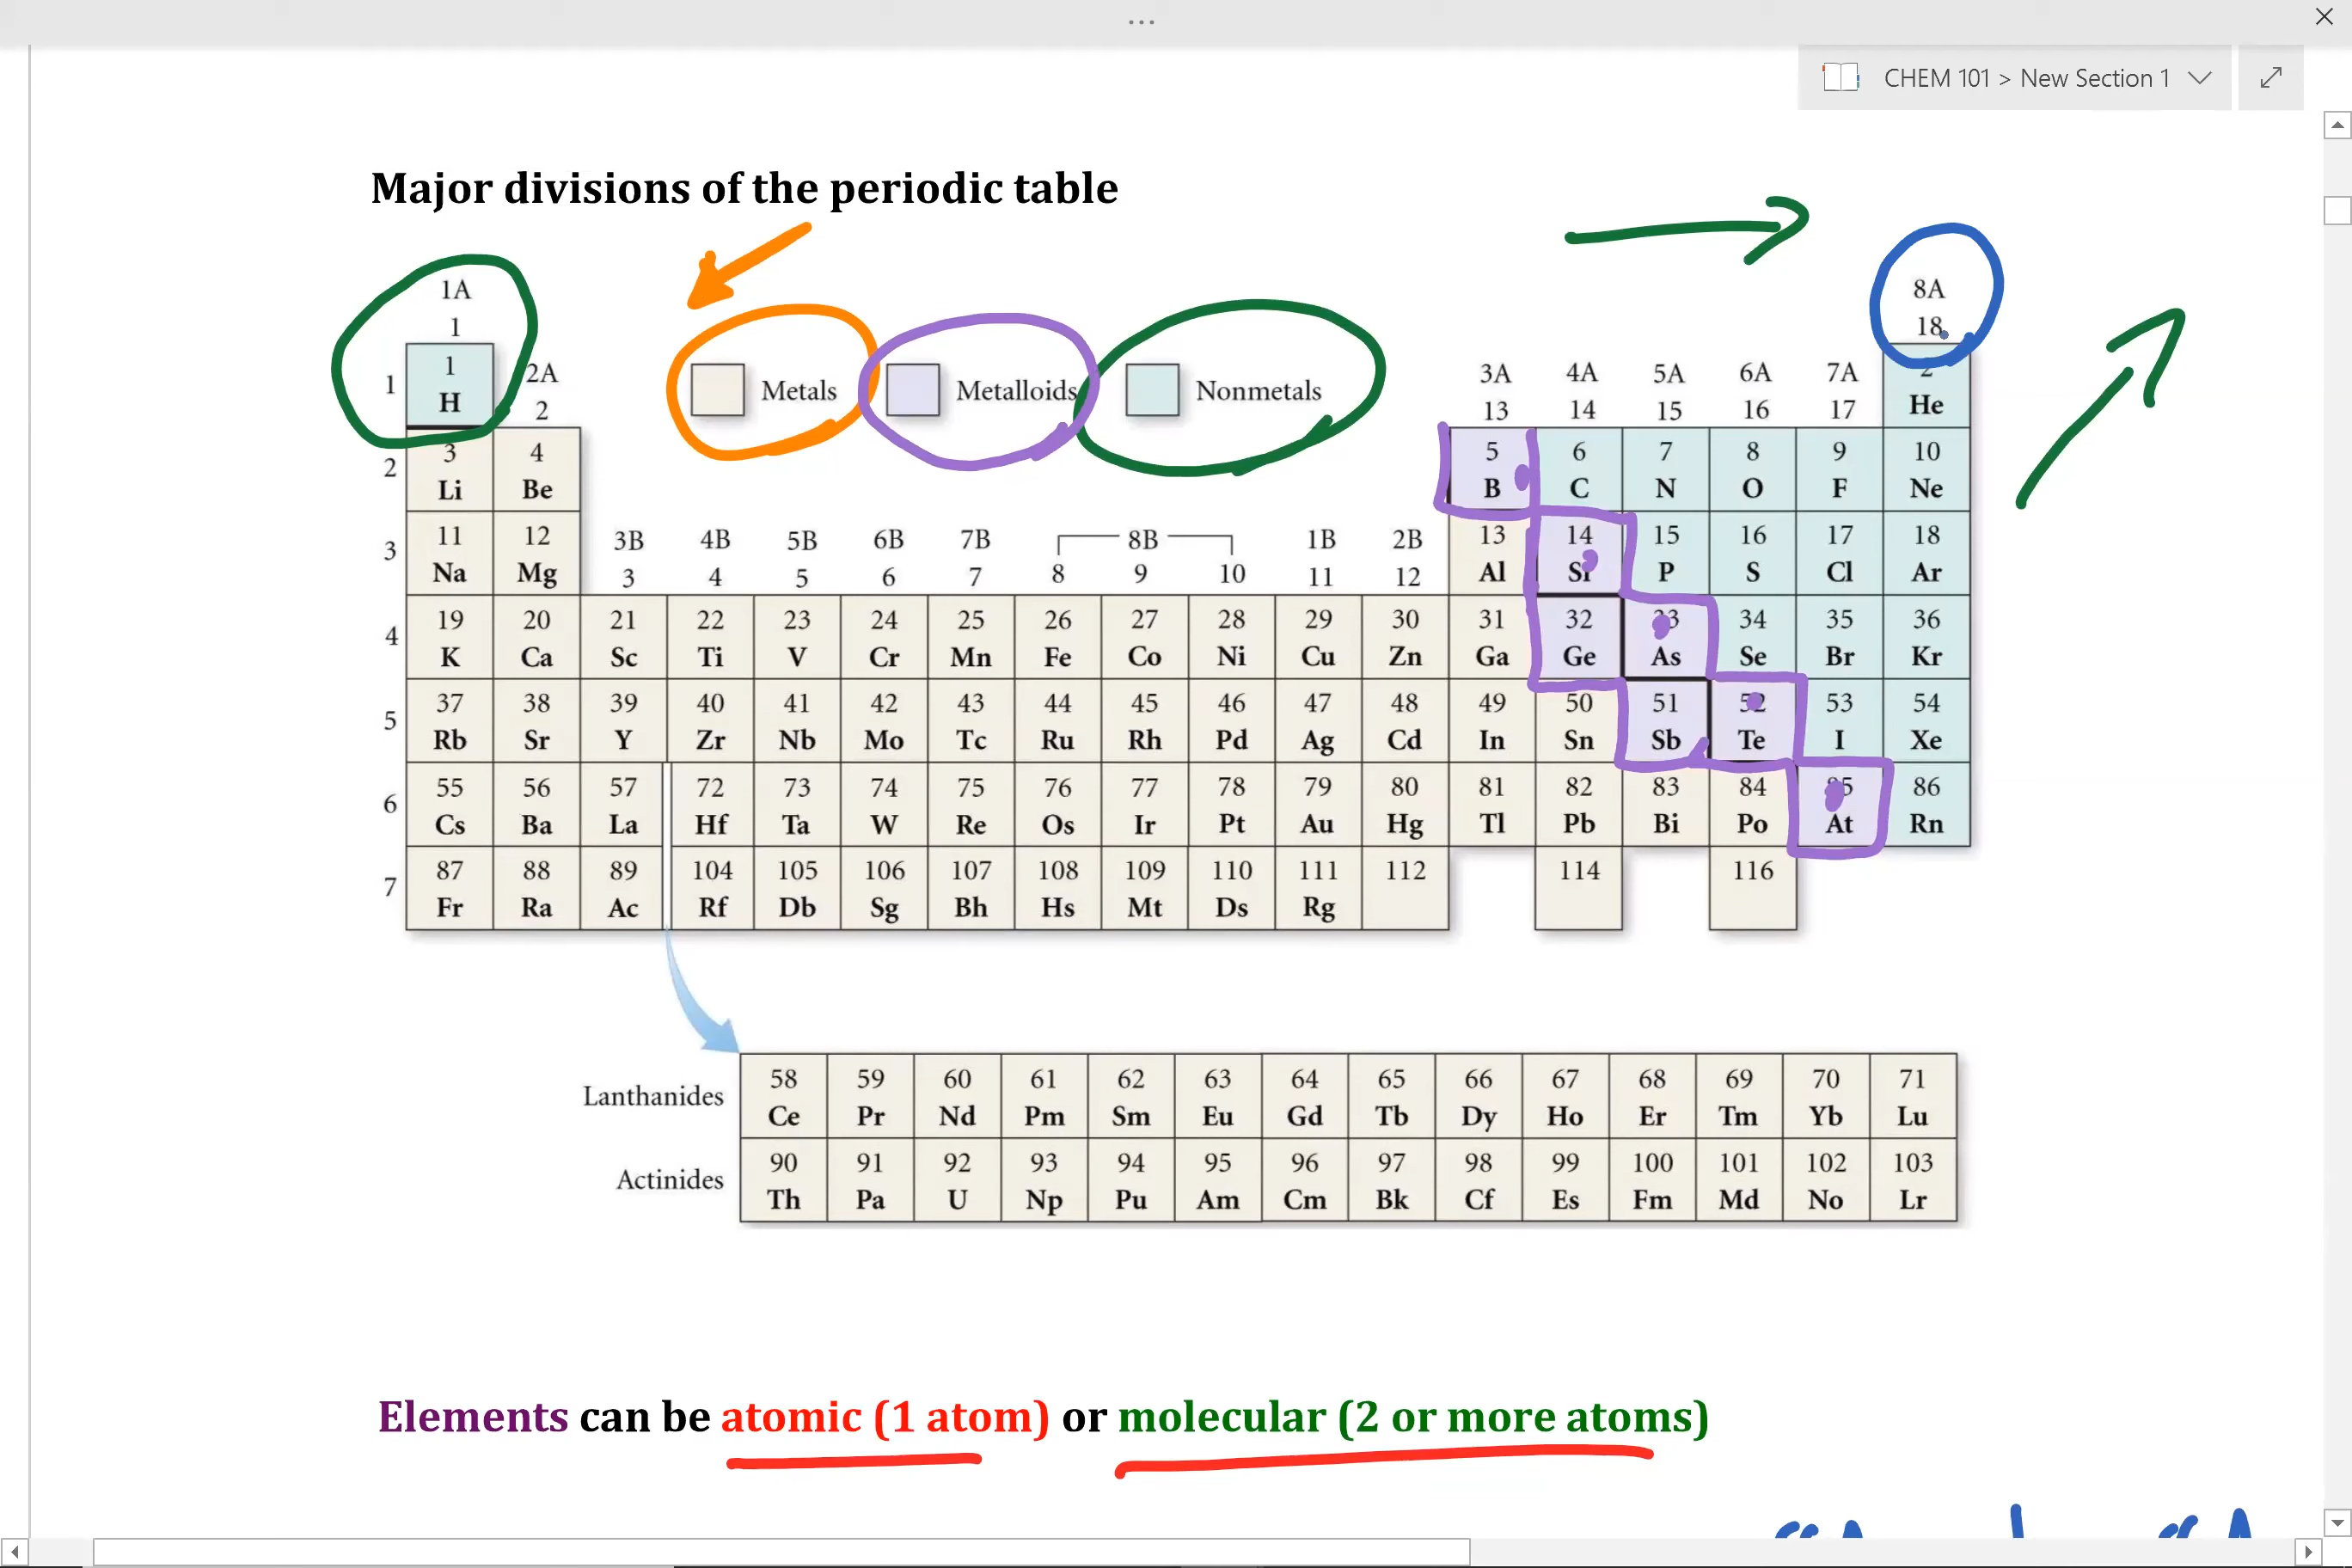 ...
CHEM 101 > New Section 1
Major divisions of the periodic table
1A 8A
1 18
1 2A Metals Metalloids Nonmetals 3A 4A 5A 6A 7A 2
1 H 2 13 14 15 16 17 He
2 3 4 5 6 7 8 9 10
Li Be B C N O F Ne
3 11 12 3B 4B 5B 6B 7B 8B 1B 2B 13 14 15 16 17 18
Na Mg 3 4 5 6 7 8 9 10 11 12 Al Si P S Cl Ar
4 19 20 21 22 23 24 25 26 27 28 29 30 31 32 33 34 35 36
K Ca Sc Ti V Cr Mn Fe Co Ni Cu Zn Ga Ge As Se Br Kr
5 37 38 39 40 41 42 43 44 45 46 47 48 49 50 51 52 53 54
Rb Sr Y Zr Nb Mo Tc Ru Rh Pd Ag Cd In Sn Sb Te I Xe
6 55 56 57 72 73 74 75 76 77 78 79 80 81 82 83 84 85 86
Cs Ba La Hf Ta W Re Os Ir Pt Au Hg Tl Pb Bi Po At Rn
7 87 88 89 104 105 106 107 108 109 110 111 112 114 116
Fr Ra Ac Rf Db Sg Bh Hs Mt Ds Rg
Lanthanides 58 59 60 61 62 63 64 65 66 67 68 69 70 71
Ce Pr Nd Pm Sm Eu Gd Tb Dy Ho Er Tm Yb Lu
Actinides 90 91 92 93 94 95 96 97 98 99 100 101 102 103
Th Pa U Np Pu Am Cm Bk Cf Es Fm Md No Lr
Elements can be atomic (1 atom) or molecular (2 or more atoms)